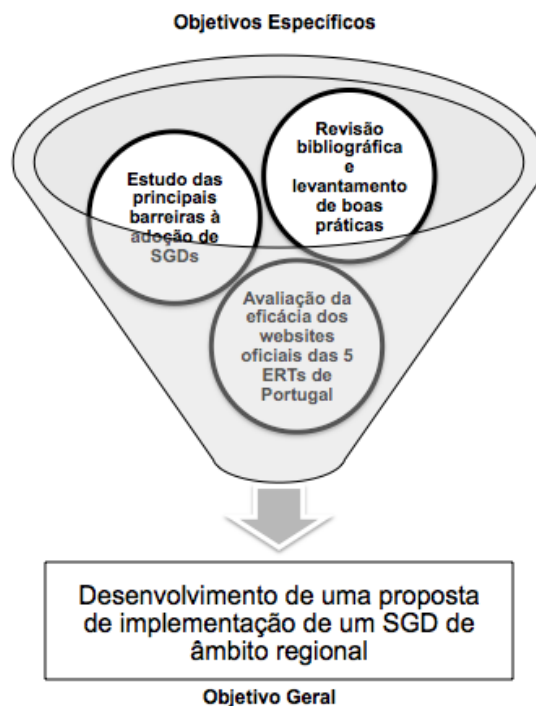 Objetivos Específicos
Revisão
bibliográfica
e
levantamento
de boas
práticas
Estudo das
principais
barreiras à
adoção de
SGDs
Avaliação da
eficácia dos
websites
oficiais das 5
ERTs de
Portugal
Desenvolvimento de uma proposta
de implementação de um SGD de
âmbito regional
Objetivo Geral